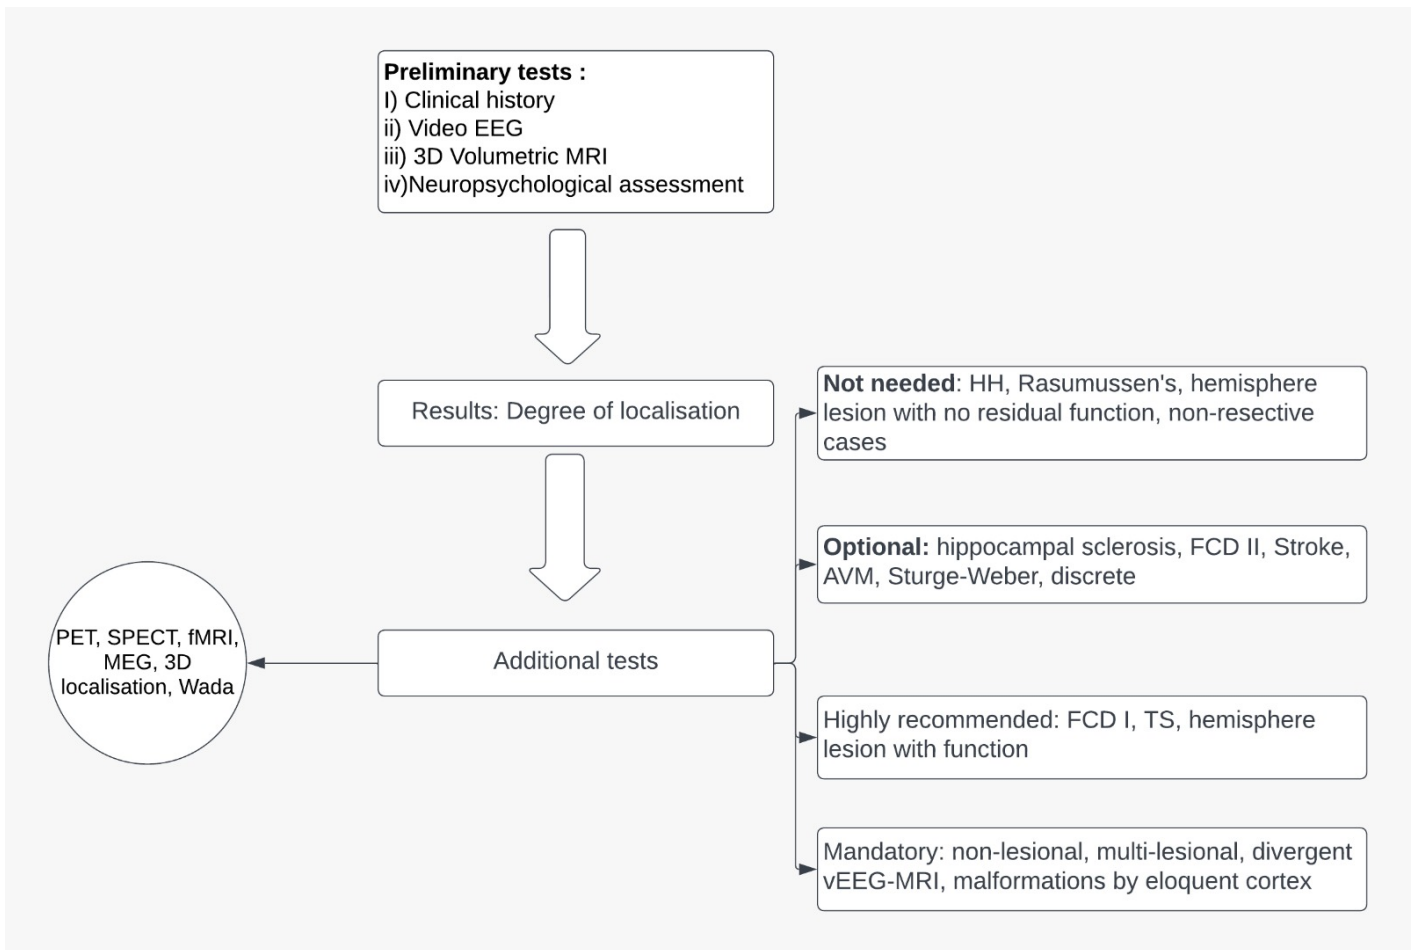 Preliminary tests :
I) Clinical history
ii) Video EEG
iii) 3D Volumetric MRI
iv)Neuropsychological assessment
Results: Degree of localisation
Not needed: HH, Rasumussen's, hemisphere
lesion with no residual function, non-resective
cases
Optional: hippocampal sclerosis, FCD II, Stroke,
AVM, Sturge-Weber, discrete
PET, SPECT, fMRI,
MEG, 3D
localisation, Wada
Additional tests
Highly recommended: FCD I, TS, hemisphere
lesion with function
Mandatory: non-lesional, multi-lesional, divergent
vEEG-MRI, malformations by eloquent cortex